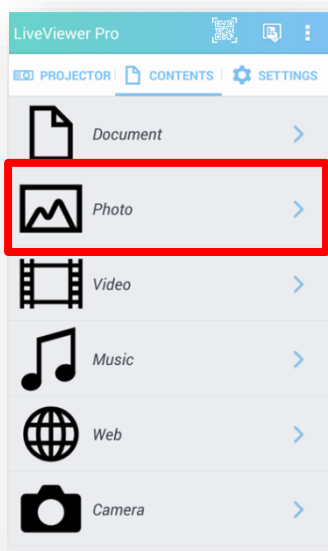 LiveViewer Pro
PROJECTOR CONTENTS SETTINGS
Document
Photo
Video
Music
Web
Camera